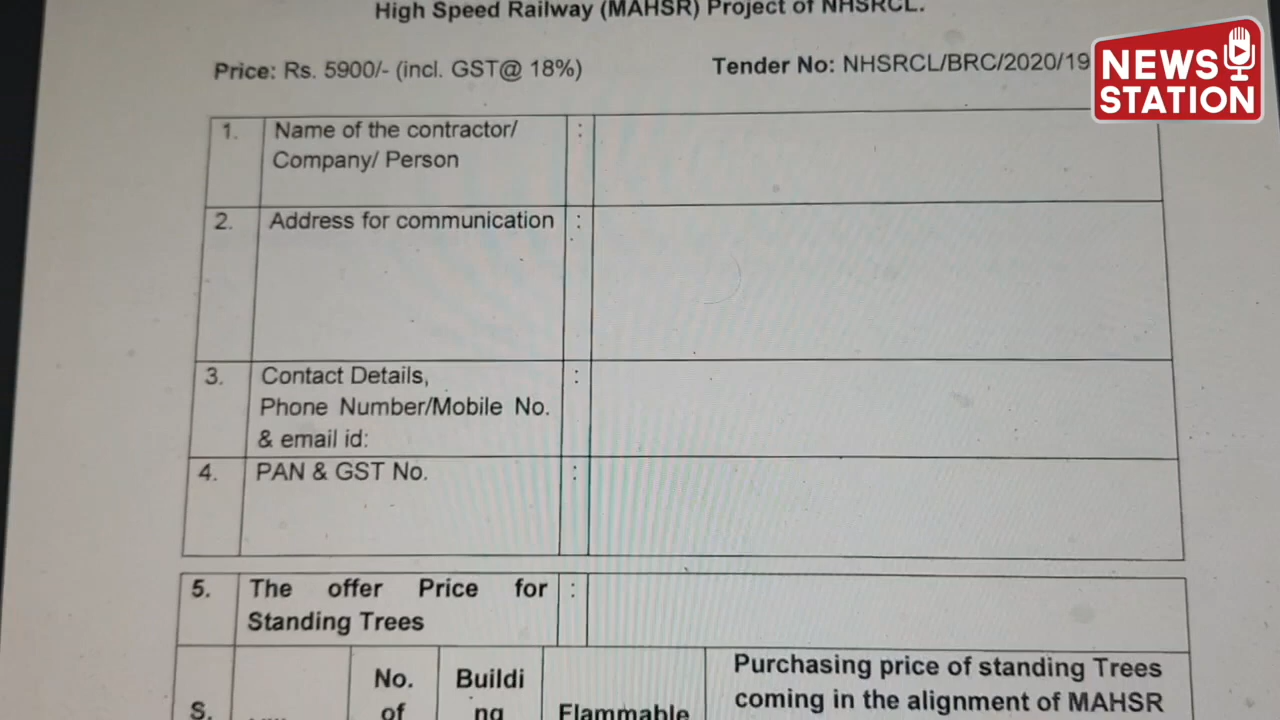 High Speed Railway (MAHSR) Project of NHSRCL.
Price: Rs. 5900/- (incl. GST@ 18%)
Tender No: NHSRCL/BRC/2020/19
NEWS
STATION
1. Name of the contractor/ :
Company/ Person
2. Address for communication :
3. Contact Details, :
Phone Number/Mobile No.
& email id:
4. PAN & GST No. :
5. The offer Price for :
Standing Trees
Purchasing price of standing Trees
No. Buildi
coming in the alignment of MAHSR
S. of ng Flammable